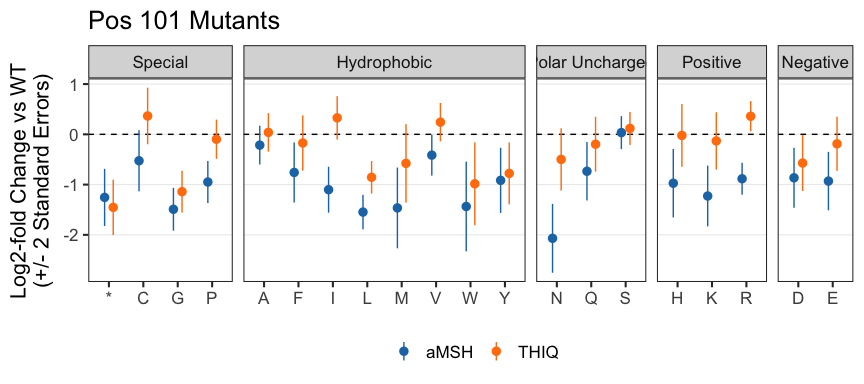 Pos 101 Mutants
Special
Hydrophobic
olar Uncharge
Positive
Negative
Log2-fold Change vs WT
(+/- 2 Standard Errors)
1
0
-1
-2
* C G P
A F I L M V W Y
N Q S
H K R
D E
aMSH THIQ